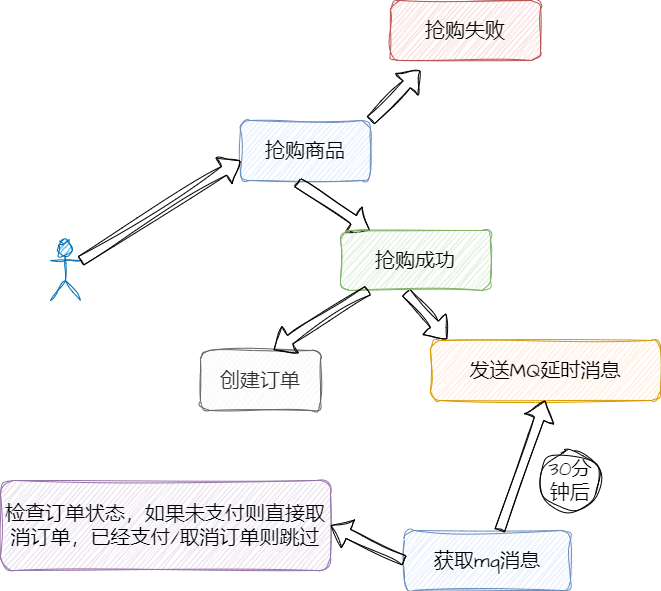 抢购失败
抢购商品
抢购成功
创建订单
发送MQ延时消息
30分
钟后
检查订单状态，如果未支付则直接取
消订单，已经支付/取消订单则跳过
获取mq消息